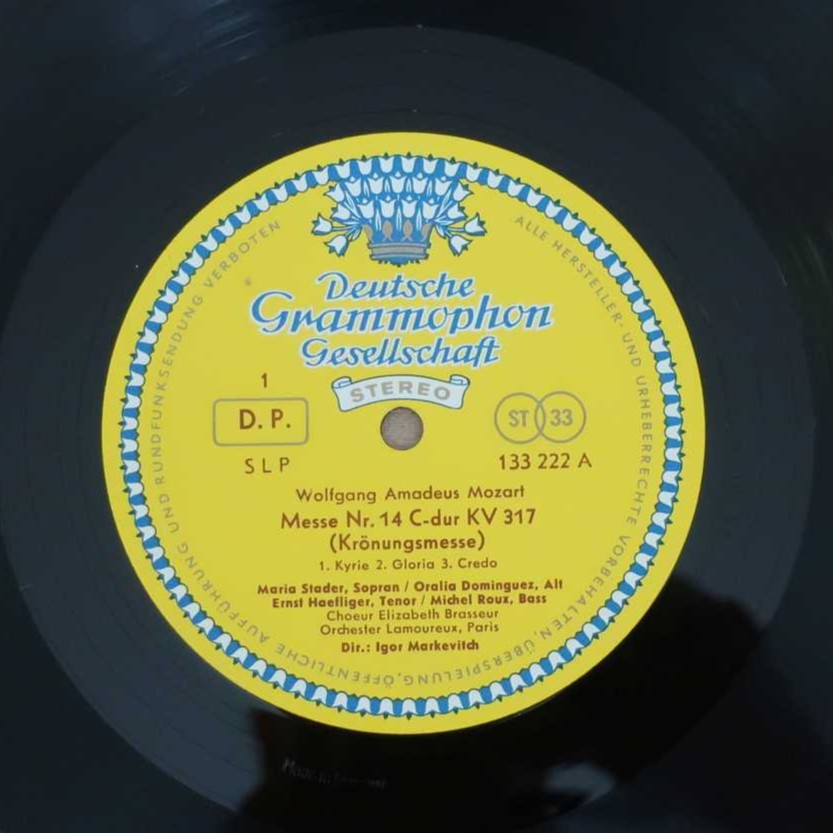 Deutsche
Grammophon
Gesellschaft
STEREO
1
D. P.
SLP
ST 33
133 222 A
Wolfgang Amadeus Mozart
Messe Nr. 14 C-dur KV 317
(Krönungsmesse)
1. Kyrie 2. Gloria 3. Credo
Maria Stader, Sopran / Oralia Dominguez, Alt
Ernst Haefliger, Tenor / Michel Roux, Bass
Choeur Elizabeth Brasseur
Orchester Lamoureux, Paris
Dir.: Igor Markevitch
ALLE HERSTELLER- UND URHEBERRECHTE VORBEHALTEN, ÜBERSPIELUNG, ÖFFENTLICHE AUFFÜHRUNG UND RUNDFUNKSENDUNG VERBOTEN
Made in